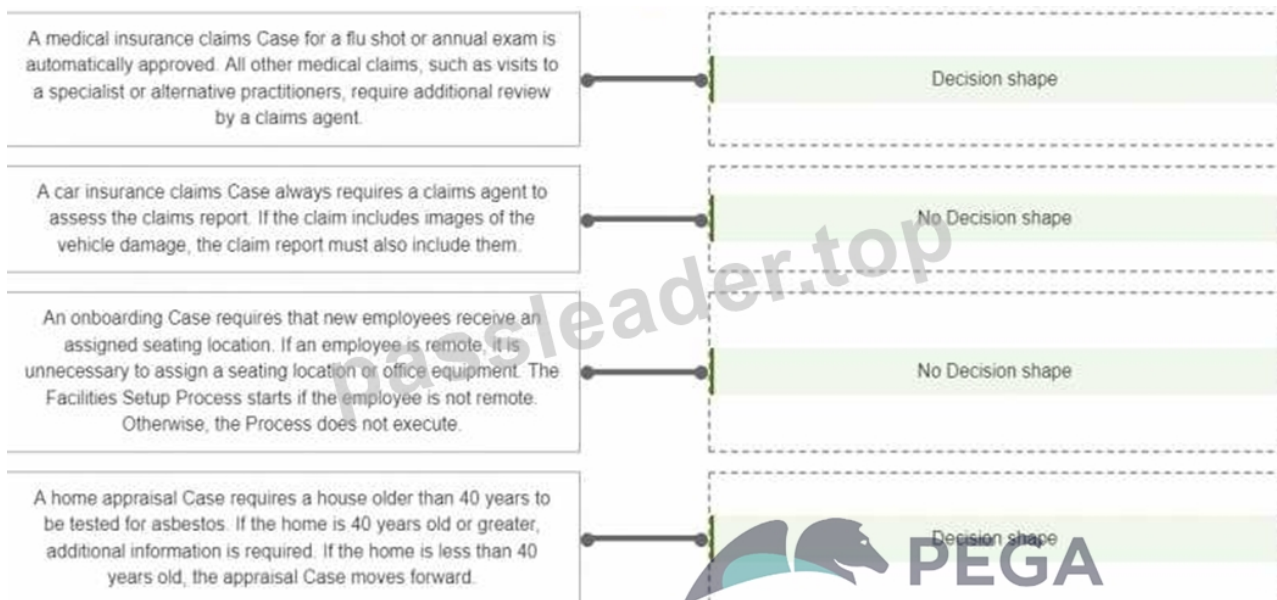 A medical insurance claims Case for a flu shot or annual exam is
automatically approved. All other medical claims, such as visits to
a specialist or alternative practitioners, require additional review
by a claims agent.
Decision shape
A car insurance claims Case always requires a claims agent to
assess the claims report. If the claim includes images of the
vehicle damage, the claim report must also include them.
No Decision shape
An onboarding Case requires that new employees receive an
assigned seating location. If an employee is remote, it is
unnecessary to assign a seating location or office equipment. The
Facilities Setup Process starts if the employee is not remote.
Otherwise, the Process does not execute.
No Decision shape
A home appraisal Case requires a house older than 40 years to
be tested for asbestos. If the home is 40 years old or greater,
additional information is required. If the home is less than 40
years old, the appraisal Case moves forward.
Decision shape
passleader.top
PEGA